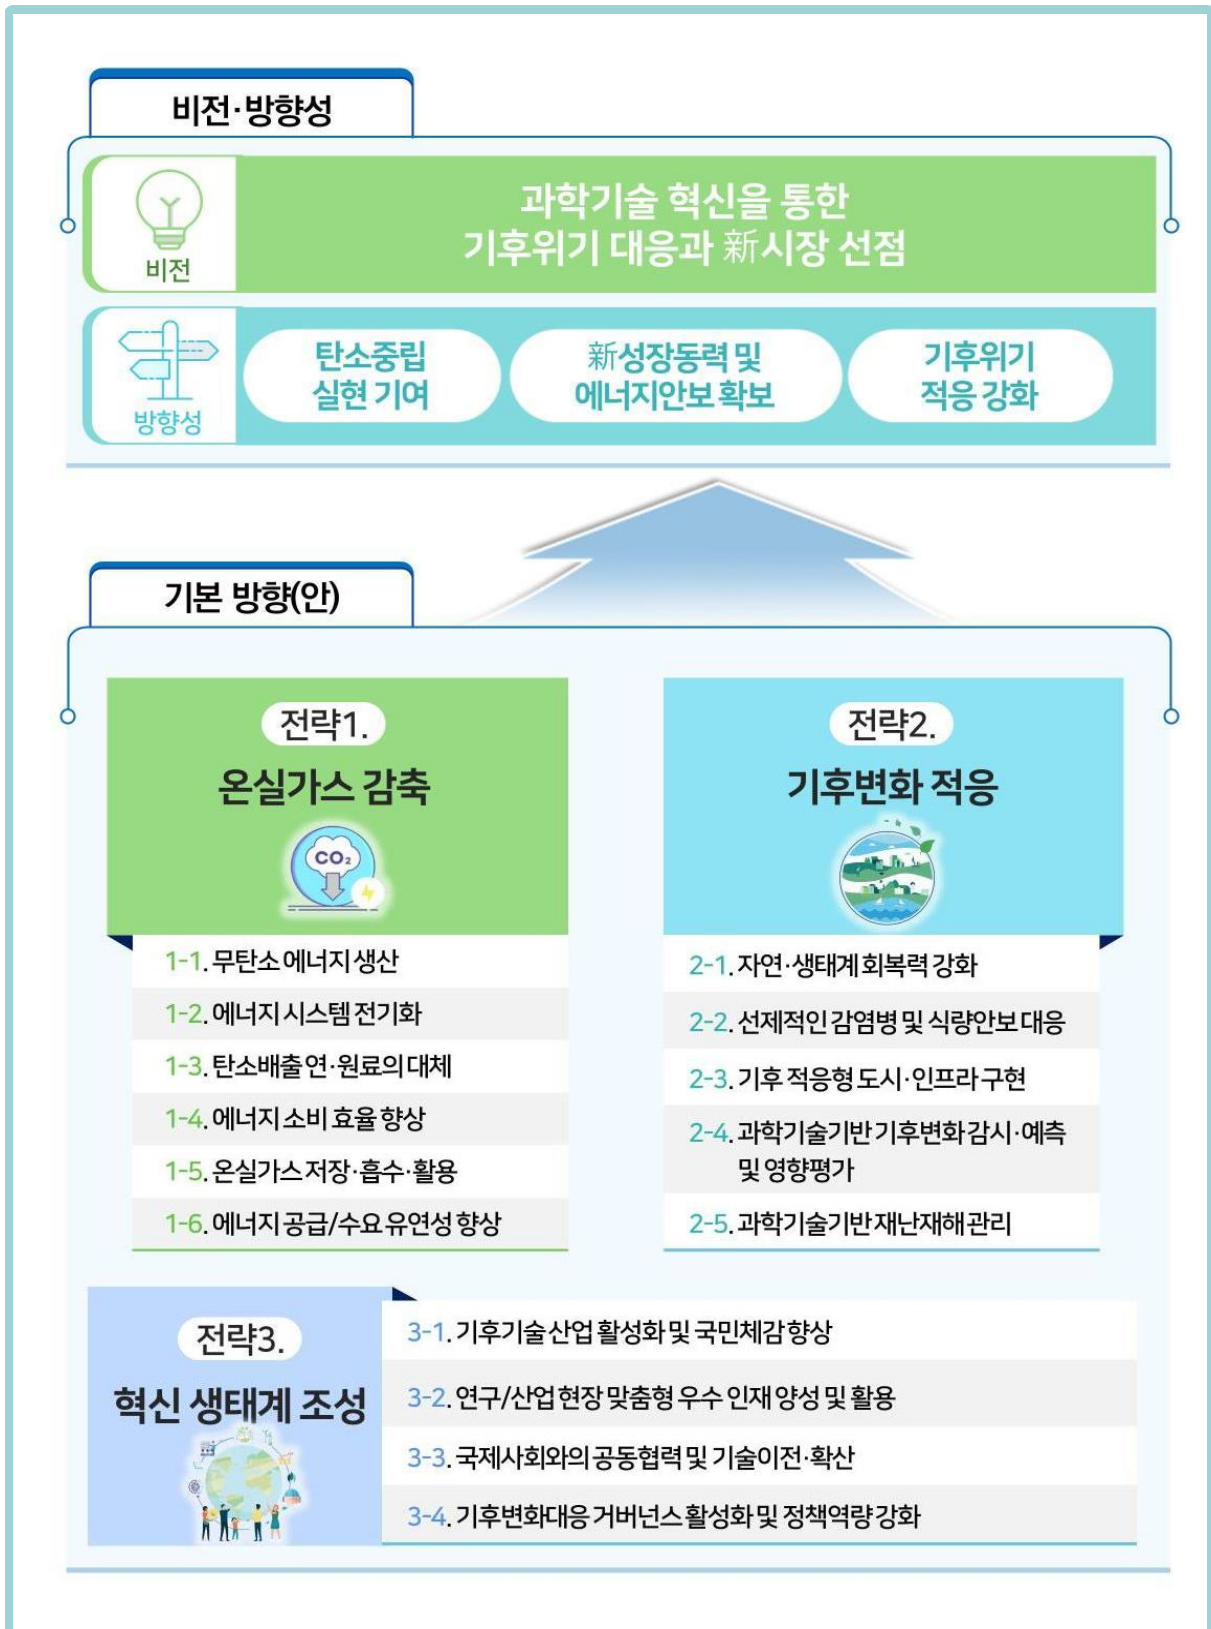 비전·방향성
비전
과학기술 혁신을 통한
기후위기 대응과 新시장 선점
방향성
탄소중립
실현 기여
新성장동력 및
에너지안보 확보
기후위기
적응 강화
기본 방향(안)
전략1.
온실가스 감축
CO₂
1-1. 무탄소 에너지 생산
1-2. 에너지 시스템 전기화
1-3. 탄소배출 연·원료의 대체
1-4. 에너지 소비 효율 향상
1-5. 온실가스 저장·흡수·활용
1-6. 에너지 공급/수요 유연성 향상
전략2.
기후변화 적응
2-1. 자연·생태계 회복력 강화
2-2. 선제적인 감염병 및 식량안보 대응
2-3. 기후 적응형 도시·인프라 구현
2-4. 과학기술기반 기후변화 감시·예측
및 영향평가
2-5. 과학기술기반 재난재해 관리
전략3.
혁신 생태계 조성
3-1. 기후기술 산업 활성화 및 국민체감 향상
3-2. 연구/산업 현장 맞춤형 우수 인재 양성 및 활용
3-3. 국제사회와의 공동협력 및 기술이전·확산
3-4. 기후변화대응 거버넌스 활성화 및 정책역량 강화